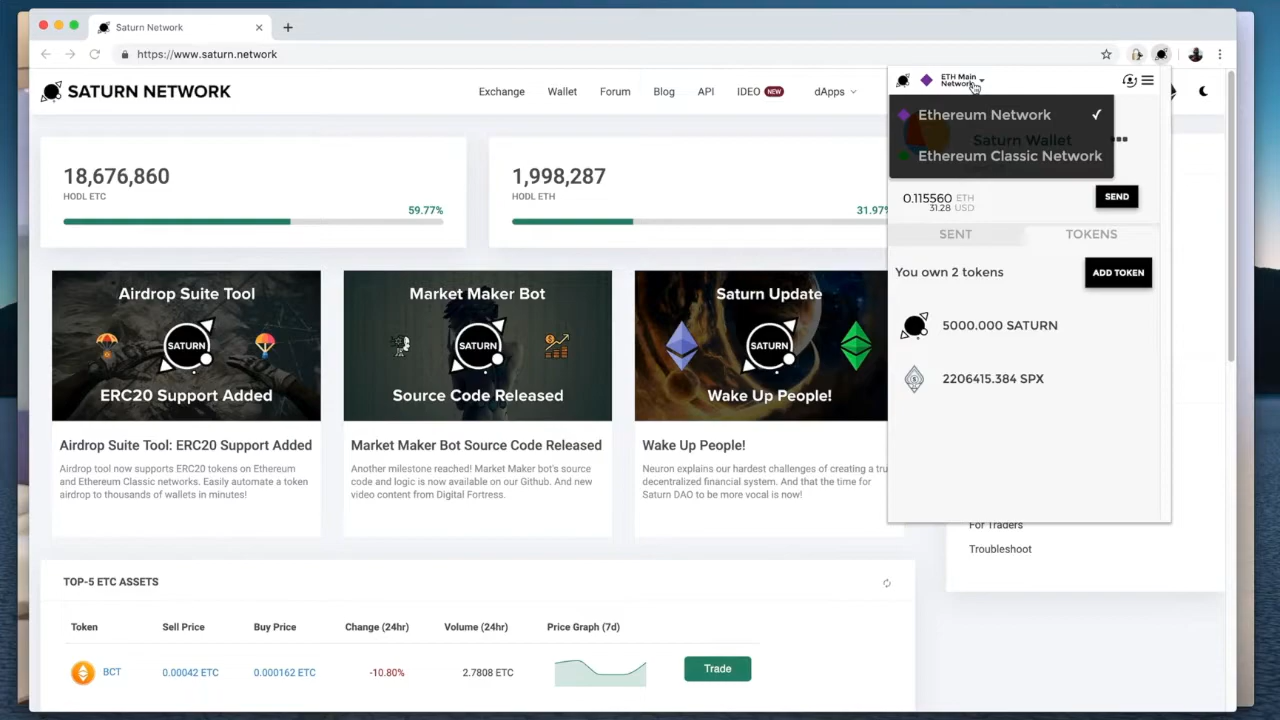 Saturn Network
https://www.saturn.network
SATURN NETWORK
Exchange
Wallet
Forum
Blog
API
IDEO NEW
dApps
18,676,860
HODL ETC
59.77%
1,998,287
HODL ETH
31.97%
ETH Main
Network
Ethereum Network
Saturn Wallet
Ethereum Classic Network
0.115560 ETH
31.28 USD
SEND
SENT
TOKENS
You own 2 tokens
ADD TOKEN
5000.000 SATURN
2206415.384 SPX
Airdrop Suite Tool
SATURN
ERC20 Support Added
Airdrop Suite Tool: ERC20 Support Added
Airdrop tool now supports ERC20 tokens on Ethereum
and Ethereum Classic networks. Easily automate a token
airdrop to thousands of wallets in minutes!
Market Maker Bot
SATURN
Source Code Released
Market Maker Bot Source Code Released
Another milestone reached! Market Maker bot's source
code and logic is now available on our Github. And new
video content from Digital Fortress.
Saturn Update
SATURN
Wake Up People!
Wake Up People!
Neuron explains our hardest challenges of creating a tru
decentralized financial system. And that the time for
Saturn DAO to be more vocal is now!
For Traders
Troubleshoot
TOP-5 ETC ASSETS
Token
Sell Price
Buy Price
Change (24hr)
Volume (24hr)
Price Graph (7d)
BCT
0.00042 ETC
0.000162 ETC
-10.80%
2.7808 ETC
Trade